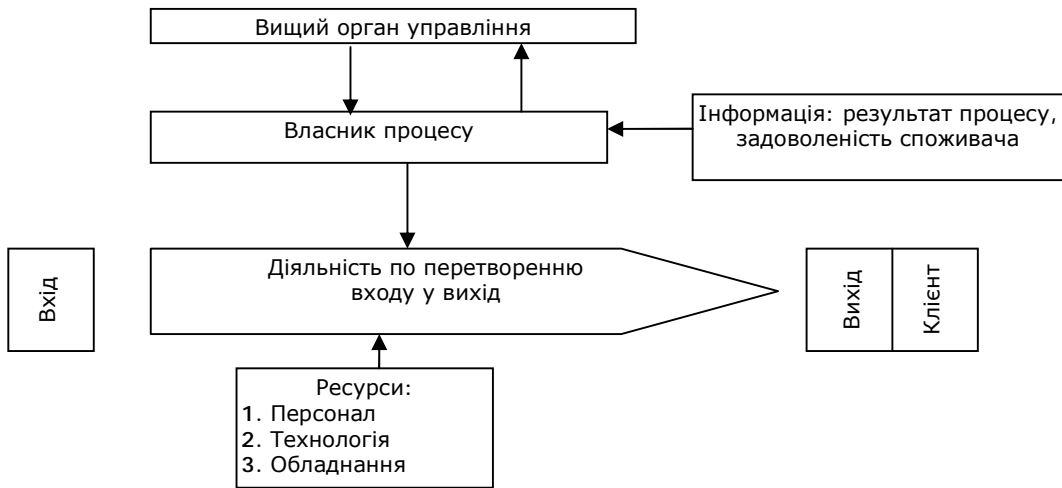 Вищий орган управління
Власник процесу
Інформація: результат процесу,
задоволеність споживача
Вхід
Діяльність по перетворенню
входу у вихід
Вихід
Клієнт
Ресурси:
1. Персонал
2. Технологія
3. Обладнання